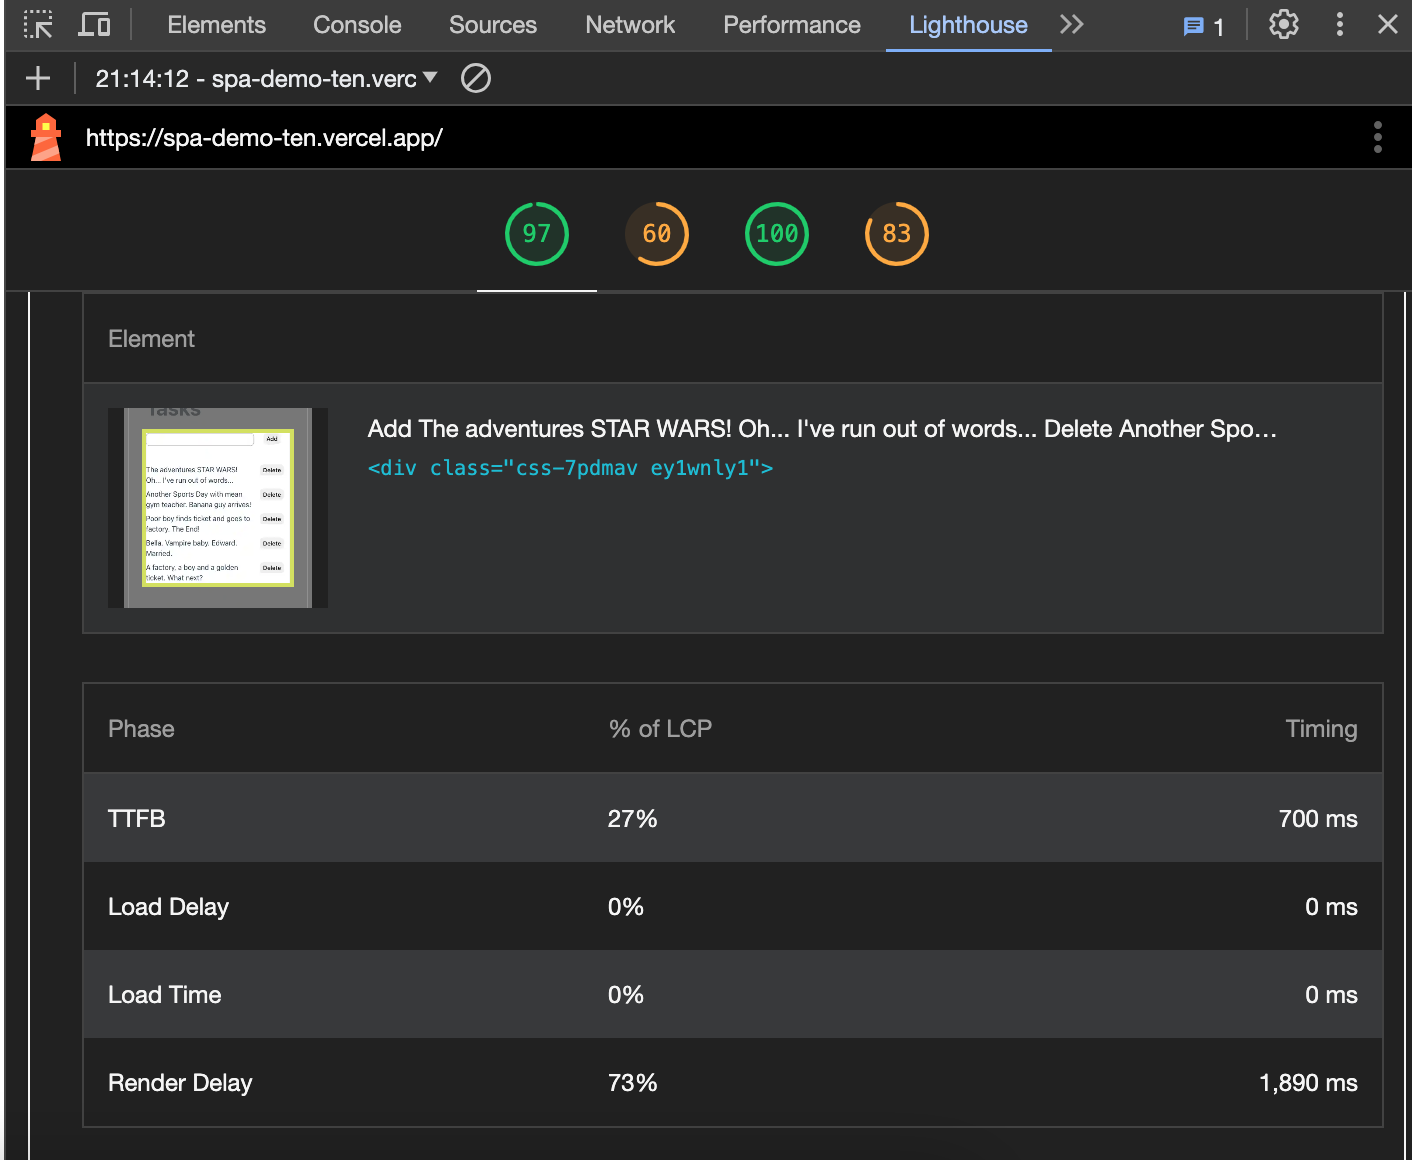 Elements Console Sources Network Performance Lighthouse 1
21:14:12 - spa-demo-ten.verc
https://spa-demo-ten.vercel.app/
97 60 100 83
Element
Tasks
Add
The adventures STAR WARS!
Oh... I've run out of words...
Delete
Another Sports Day with mean
gym teacher. Banana guy arrives!
Delete
Poor boy finds ticket and goes to
factory. The End!
Delete
Bella. Vampire baby. Edward.
Married.
Delete
A factory, a boy and a golden
ticket. What next?
Delete
Add The adventures STAR WARS! Oh... I've run out of words... Delete Another Spo...
<div class="css-7pdmav ey1wnly1">
Phase % of LCP Timing
TTFB 27% 700 ms
Load Delay 0% 0 ms
Load Time 0% 0 ms
Render Delay 73% 1,890 ms